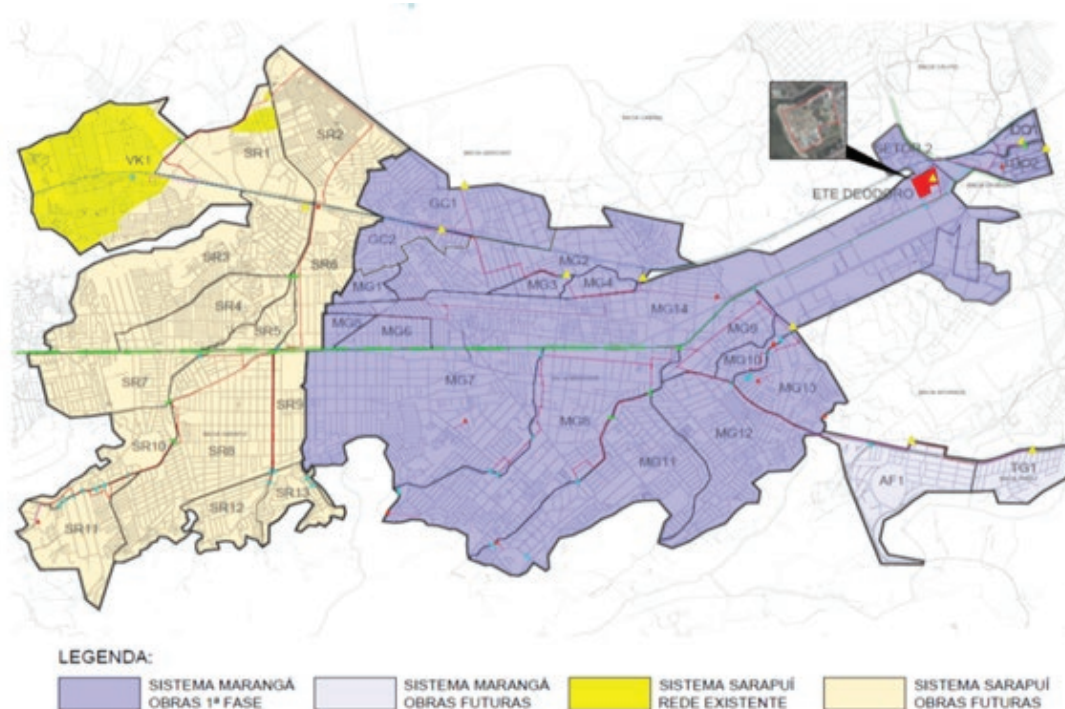 SR2
SR1
VK1
SETOR 2
DD1
DD2
ETE DEODORO
GC1
GC2
SR3
SR6
MG2
MG1
MG3
MG4
SR4
SR5
MG14
MG5
MG6
MG9
MG10
SR7
MG7
MG13
SR9
MG8
MG12
SR10
SR8
MG11
AF1
TG1
SR12
SR13
SR11
LEGENDA:
SISTEMA MARANGÁ
OBRAS 1ª FASE
SISTEMA MARANGÁ
OBRAS FUTURAS
SISTEMA SARAPUÍ
REDE EXISTENTE
SISTEMA SARAPUÍ
OBRAS FUTURAS